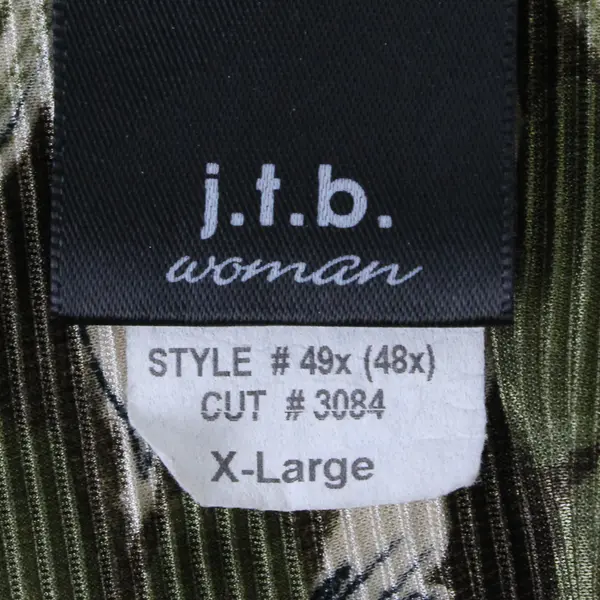 j.t.b.
woman
STYLE # 49x (48x)
CUT # 3084
X-Large